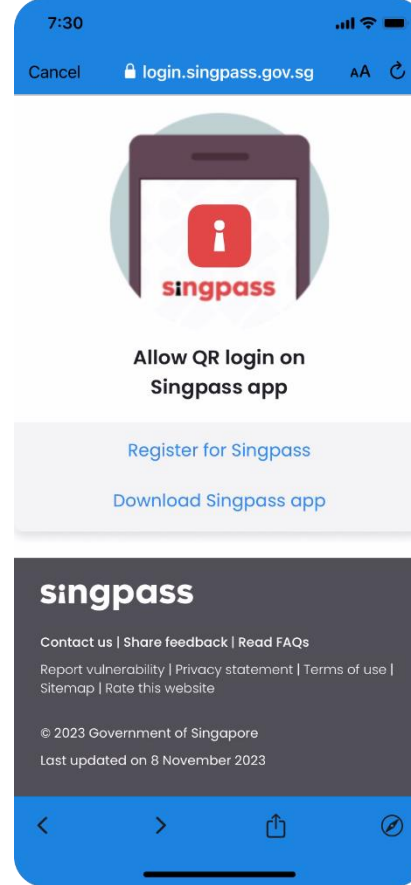 7:30
Cancel login.singpass.gov.sg AA
singpass
Allow QR login on
Singpass app
Register for Singpass
Download Singpass app
singpass
Contact us | Share feedback | Read FAQs
Report vulnerability | Privacy statement | Terms of use |
Sitemap | Rate this website
© 2023 Government of Singapore
Last updated on 8 November 2023